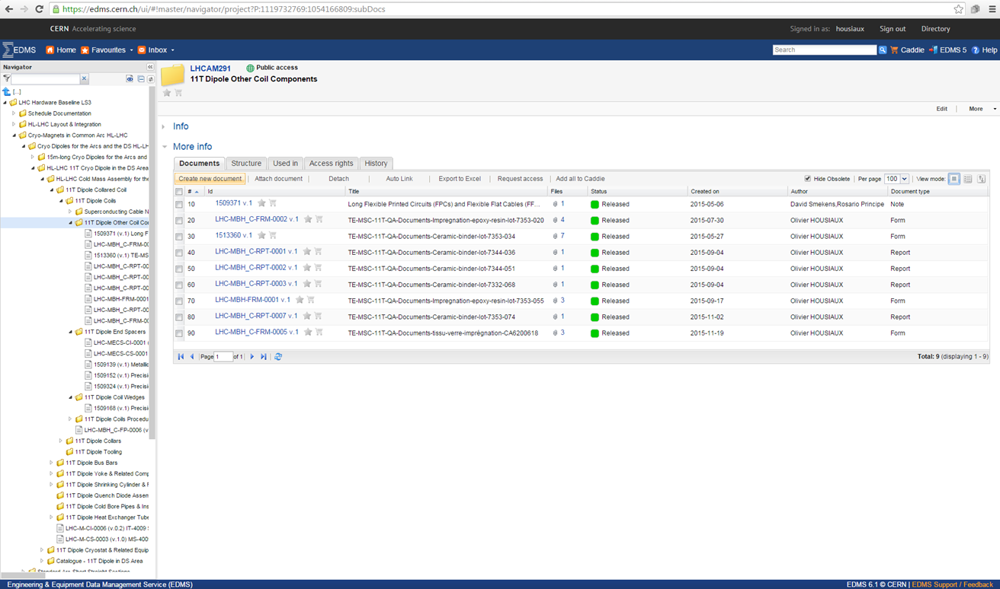 https://edms.cern.ch/ui/#!master/navigator/project?P:1119732769:1054166809:subDocs
CERN Accelerating science
Signed in as: housiaux Sign out Directory
EDMS Home Favourites Inbox
Search Caddie EDMS 5 Help
Navigator
[...]
LHC Hardware Baseline LS3
Schedule Documentation
HL-LHC Layout & Integration
Cryo-Magnets in Common Arc HL-LHC
Cryo Dipoles for the Arcs and the DS HL-LH
15m-long Cryo Dipoles for the Arcs and
HL-LHC 11T Cryo Dipole in the DS Area
HL-LHC Cold Mass Assembly for the
11T Dipole Collared Coil
11T Dipole Coils
Superconducting Cable N
11T Dipole Other Coil Co
1509371 (v.1) Long F
LHC-MBH_C-FRM-00
1513360 (v.1) TE-MS
LHC-MBH_C-RPT-00
LHC-MBH_C-RPT-00
LHC-MBH_C-RPT-00
LHC-MBH-FRM-0001
LHC-MBH_C-RPT-00
LHC-MBH_C-FRM-00
11T Dipole End Spacers
LHC-MECS-CI-0001 (
LHC-MECS-CS-0001
1509139 (v.1) Metallic
1509152 (v.1) Precisi
1509324 (v.1) Precisi
11T Dipole Coil Wedges
1509168 (v.1) Precisi
11T Dipole Coils Procedu
LHC-MBH_C-FP-0006 (v
11T Dipole Collars
11T Dipole Tooling
11T Dipole Bus Bars
11T Dipole Yoke & Related Comp
11T Dipole Shrinking Cylinder & F
11T Dipole Quench Diode Assem
11T Dipole Cold Bore Pipes & Ins
11T Dipole Heat Exchanger Tube
LHC-M-CI-0006 (v.0.2) IT-4009
LHC-M-CS-0003 (v.1.0) MS-4009
11T Dipole Cryostat & Related Equip
Catalogue - 11T Dipole in DS Area
Standard Arc Short Straight Sections
LHCAM291 Public access
11T Dipole Other Coil Components
Edit More
Info
More info
Documents Structure Used in Access rights History
Create new document Attach document Detach Auto Link Export to Excel Request access Add all to Caddie Hide Obsolete Per page 100 View mode:
# Id Title Files Status Created on Author Document type
10 1509371 v.1 Long Flexible Printed Circuits (FPCs) and Flexible Flat Cables (FF... 1 Released 2015-05-06 David Smekens,Rosario Principe Note
20 LHC-MBH_C-FRM-0002 v.1 TE-MSC-11T-QA-Documents-Impregnation-epoxy-resin-lot-7353-020 4 Released 2015-07-30 Olivier HOUSIAUX Form
30 1513360 v.1 TE-MSC-11T-QA-Documents-Ceramic-binder-lot-7353-034 7 Released 2015-05-27 Olivier HOUSIAUX Form
40 LHC-MBH_C-RPT-0001 v.1 TE-MSC-11T-QA-Documents-Ceramic-binder-lot-7344-036 1 Released 2015-09-04 Olivier HOUSIAUX Report
50 LHC-MBH_C-RPT-0002 v.1 TE-MSC-11T-QA-Documents-Ceramic-binder-lot-7344-051 1 Released 2015-09-04 Olivier HOUSIAUX Report
60 LHC-MBH_C-RPT-0003 v.1 TE-MSC-11T-QA-Documents-Ceramic-binder-lot-7332-068 1 Released 2015-09-04 Olivier HOUSIAUX Report
70 LHC-MBH-FRM-0001 v.1 TE-MSC-11T-QA-Documents-Impregnation-epoxy-resin-lot-7353-055 3 Released 2015-09-17 Olivier HOUSIAUX Form
80 LHC-MBH_C-RPT-0007 v.1 TE-MSC-11T-QA-Documents-Ceramic-binder-lot-7353-074 1 Released 2015-11-02 Olivier HOUSIAUX Report
90 LHC-MBH_C-FRM-0005 v.1 TE-MSC-11T-QA-Documents-tissu-verre-imprégnation-CA6200618 3 Released 2015-11-19 Olivier HOUSIAUX Form
Page 1 of 1 Total: 9 (displaying 1 - 9)
Engineering & Equipment Data Management Service (EDMS) EDMS 6.1 © CERN | EDMS Support / Feedback